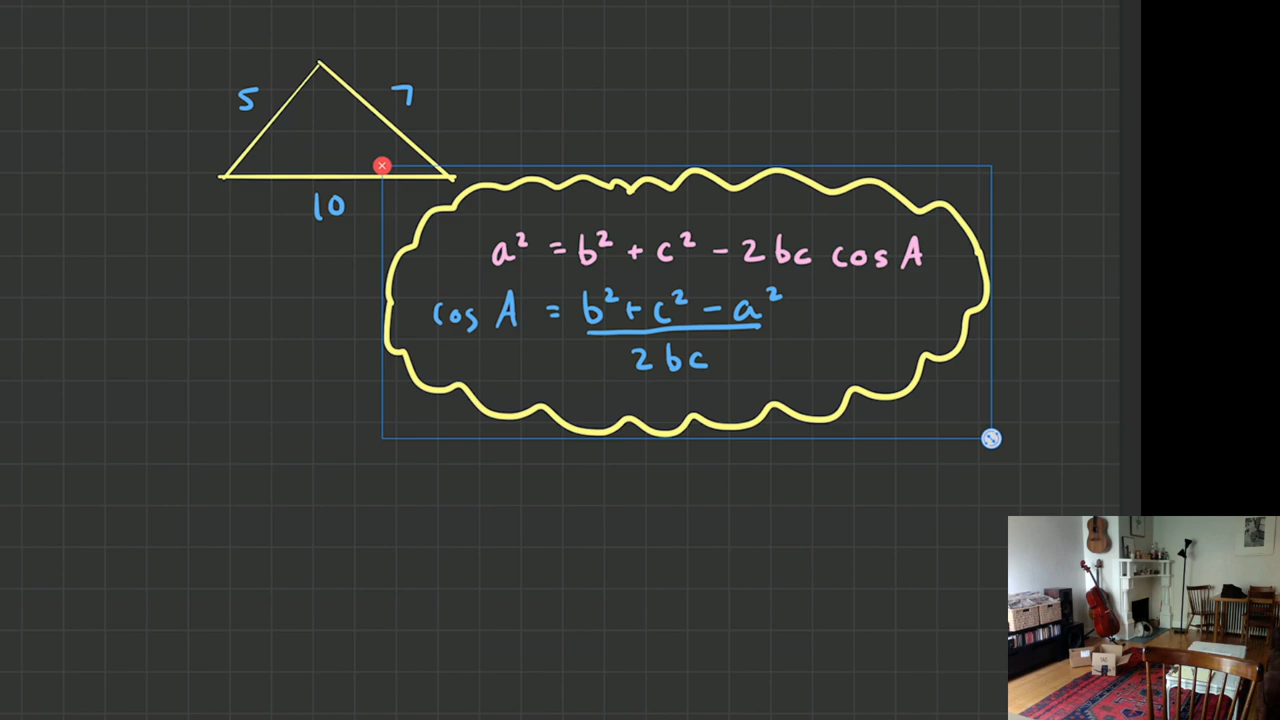 5
7
10
a² = b² + c² - 2bc cos A
cos A = b² + c² - a²
2bc